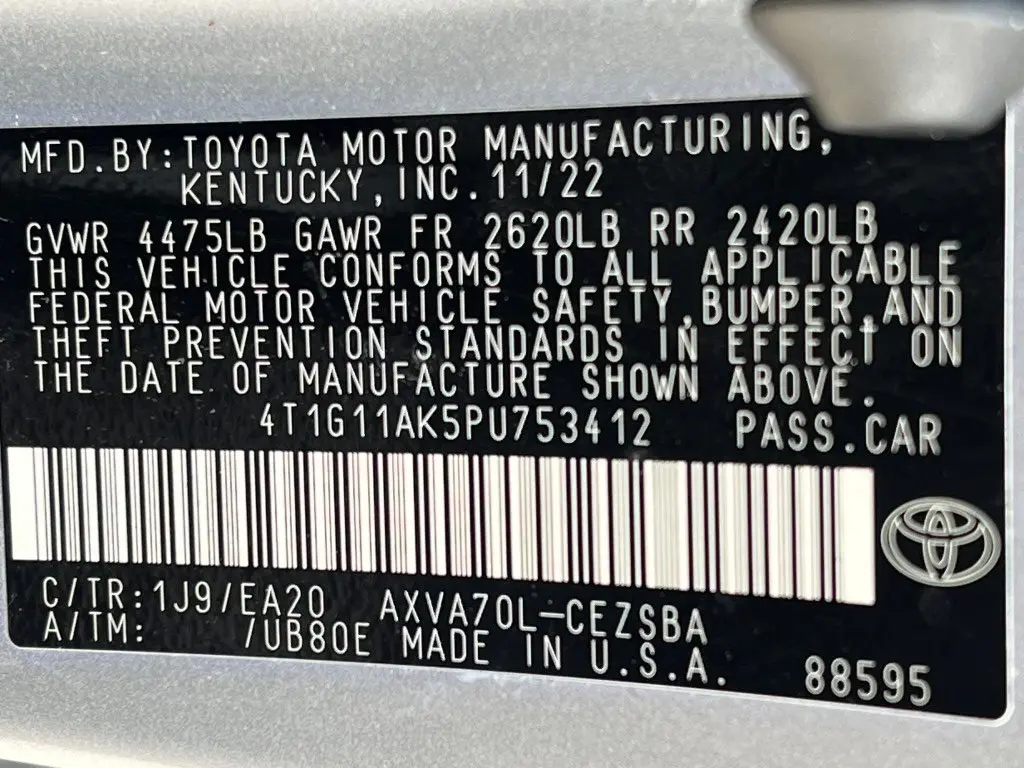 MFD.BY:TOYOTA MOTOR MANUFACTURING,
KENTUCKY,INC.11/22
GVWR 4475LB GAWR FR 2620LB RR 2420LB
THIS VEHICLE CONFORMS TO ALL APPLICABLE
FEDERAL MOTOR VEHICLE SAFETY,BUMPER,AND
THEFT PREVENTION STANDARDS IN EFFECT ON
THE DATE OF MANUFACTURE SHOWN ABOVE.
4T1G11AK5PU753412 PASS.CAR
C/TR:1J9/EA20 AXVA70L-CEZSBA
A/TM: /UB80E MADE IN U.S.A.
88595